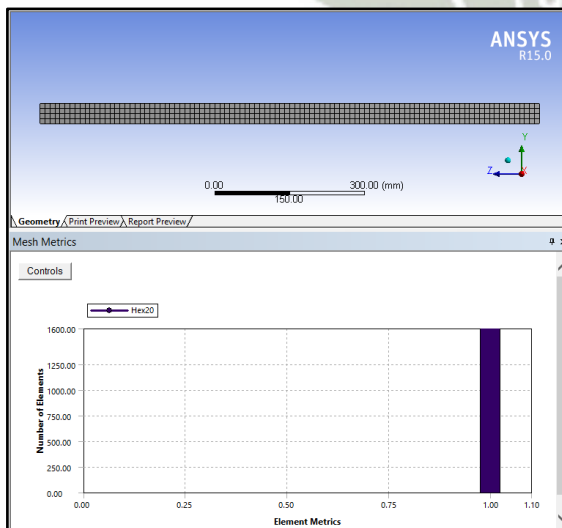 ANSYS
R15.0
Y
Z
X
0.00
300.00 (mm)
150.00
Geometry Print Preview Report Preview
Mesh Metrics
Controls
Hex20
Number of Elements
1600.00
1250.00
1000.00
750.00
500.00
250.00
0.00
0.00 0.25 0.50 0.75 1.00 1.10
Element Metrics